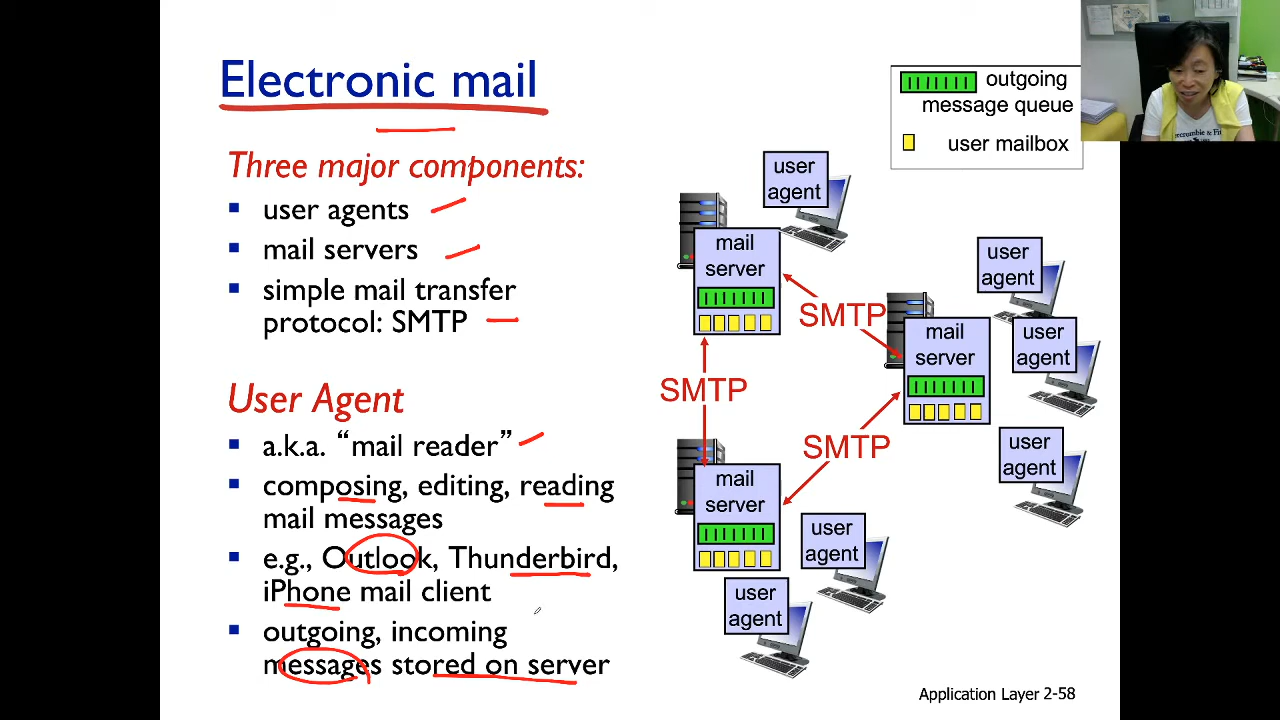 Electronic mail
Three major components:
▪ user agents
▪ mail servers
▪ simple mail transfer
protocol: SMTP
User Agent
▪ a.k.a. “mail reader”
▪ composing, editing, reading
mail messages
▪ e.g., Outlook, Thunderbird,
iPhone mail client
▪ outgoing, incoming
messages stored on server
outgoing
message queue
user mailbox
user
agent
mail
server
SMTP
user
agent
mail
server
user
agent
SMTP
SMTP
user
agent
mail
server
user
agent
user
agent
Application Layer 2-58